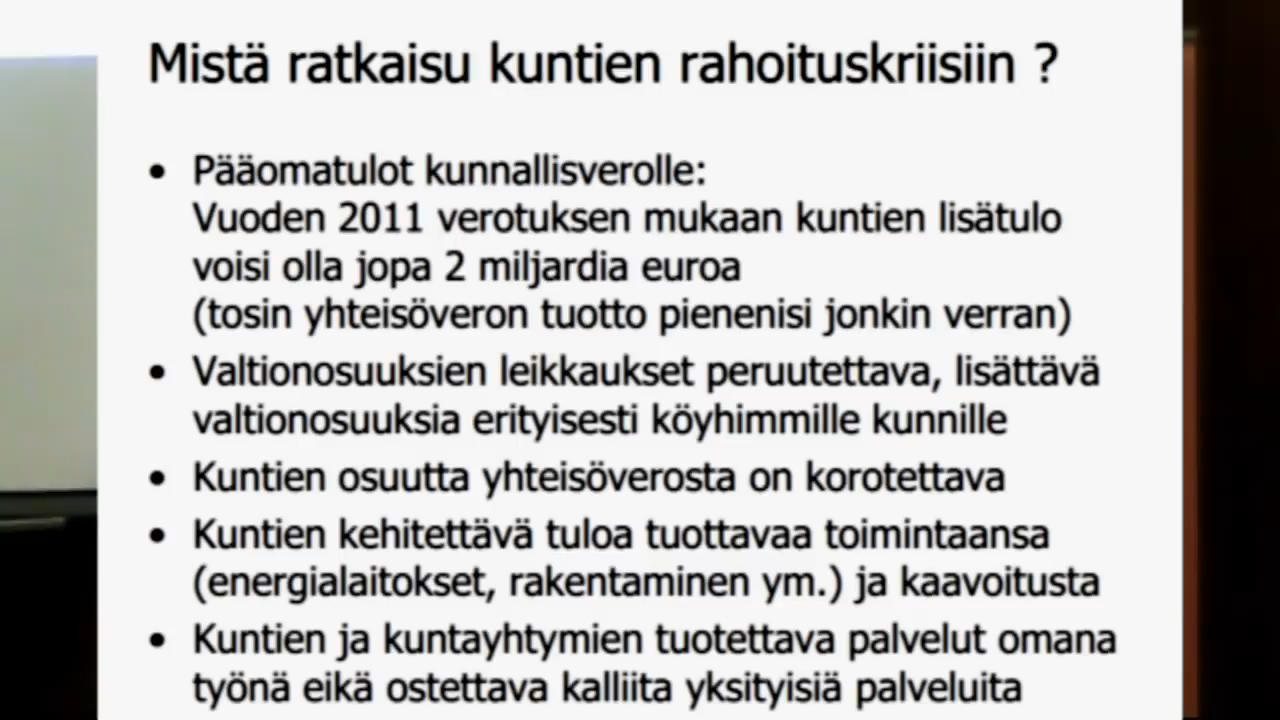 Mistä ratkaisu kuntien rahoituskriisiin ?
• Pääomatulot kunnallisverolle:
Vuoden 2011 verotuksen mukaan kuntien lisätulo
voisi olla jopa 2 miljardia euroa
(tosin yhteisöveron tuotto pienenisi jonkin verran)
• Valtionosuuksien leikkaukset peruutettava, lisättävä
valtionosuuksia erityisesti köyhimmille kunnille
• Kuntien osuutta yhteisöverosta on korotettava
• Kuntien kehitettävä tuloa tuottavaa toimintaansa
(energialaitokset, rakentaminen ym.) ja kaavoitusta
• Kuntien ja kuntayhtymien tuotettava palvelut omana
työnä eikä ostettava kalliita yksityisiä palveluita